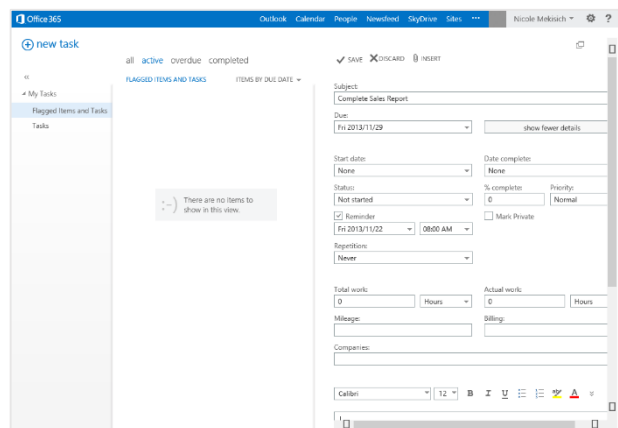 Office 365 Outlook Calendar People Newsfeed SkyDrive Sites ··· Nicole Mekisich ?
new task
all active overdue completed
SAVE DISCARD INSERT
«
FLAGGED ITEMS AND TASKS ITEMS BY DUE DATE
My Tasks
Flagged Items and Tasks
Tasks
:-) There are no items to
show in this view.
Subject:
Complete Sales Report
Due:
Fri 2013/11/29 show fewer details
Start date: Date complete:
None None
Status: % complete: Priority:
Not started 0 Normal
Reminder Mark Private
Fri 2013/11/22 08:00 AM
Repetition:
Never
Total work: Actual work:
0 Hours 0 Hours
Mileage: Billing:
Companies:
Calibri 12 B I U aby A